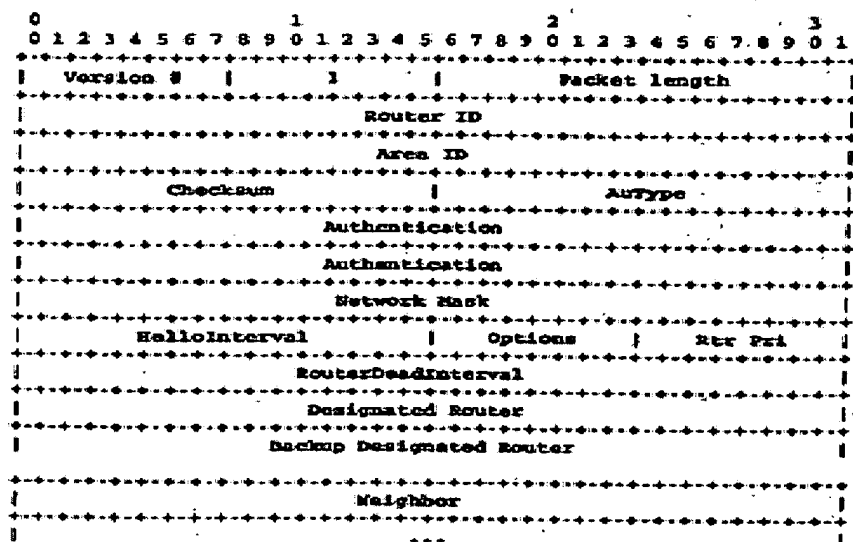 0 1 2 3
0 1 2 3 4 5 6 7 8 9 0 1 2 3 4 5 6 7 8 9 0 1 2 3 4 5 6 7 8 9 0 1
Version # | 1 | Packet length
Router ID
Area ID
Checksum | AuType
Authentication
Authentication
Network Mask
HelloInterval | Options | Rtr Pri
RouterDeadInterval
Designated Router
Backup Designated Router
Neighbor
...